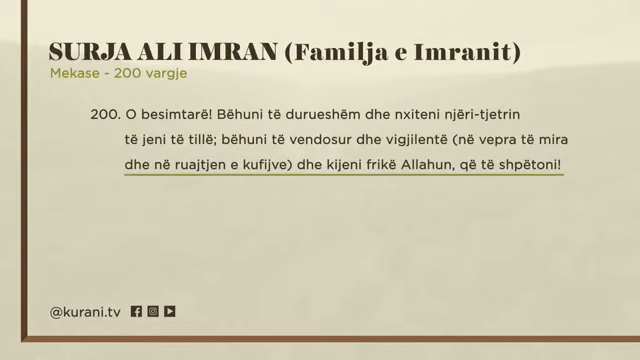 SURJA ALI IMRAN (Familja e Imranit)
Mekase - 200 vargje
200. O besimtarë! Bëhuni të durueshëm dhe nxiteni njëri-tjetrin
të jeni të tillë; bëhuni të vendosur dhe vigjilentë (në vepra të mira
dhe në ruajtjen e kufijve) dhe kijeni frikë Allahun, që të shpëtoni!
@kurani.tv